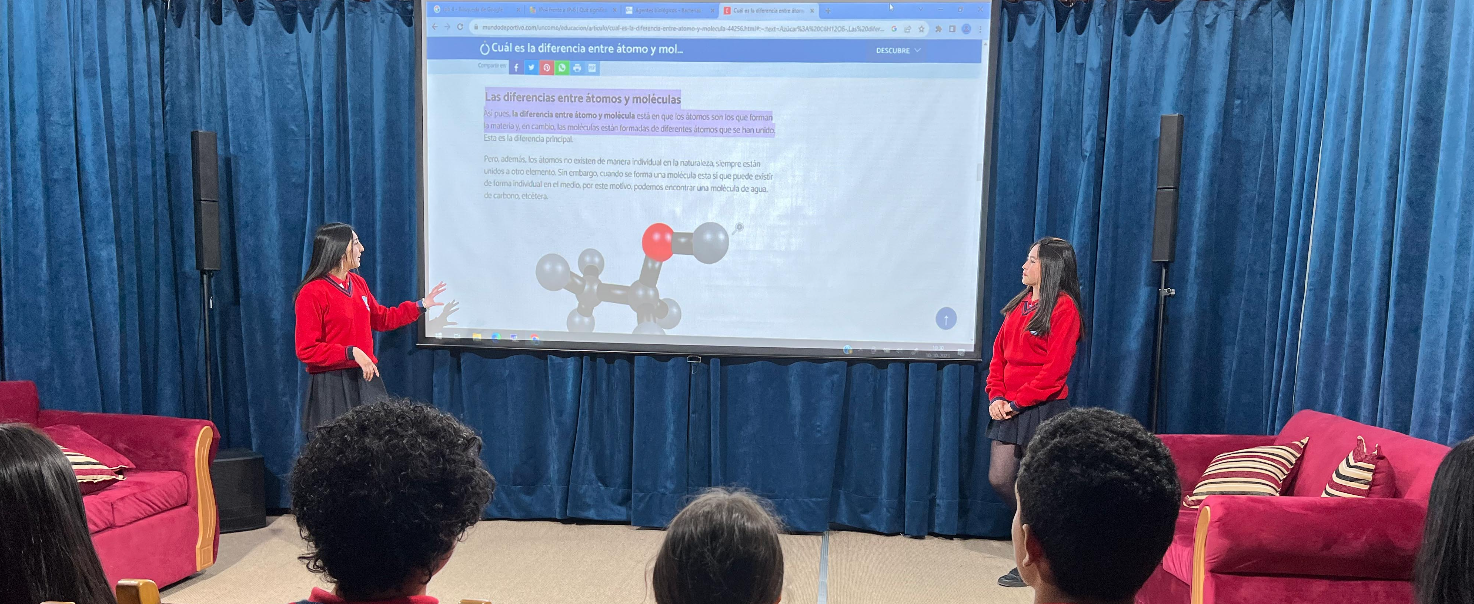 Cuál es la diferencia entre átomo y mol...
DESCUBRE
Las diferencias entre átomos y moléculas
Así pues, la diferencia entre átomo y molécula está en que los átomos son los que forman
la materia y, en cambio, las moléculas están formadas de diferentes átomos que se han unido.
Esta es la diferencia principal.
Pero, además, los átomos no existen de manera individual en la naturaleza, siempre están
unidos a otro elemento. Sin embargo, cuando se forma una molécula esta sí que puede existir
de forma individual en el medio, por este motivo, podemos encontrar una molécula de agua,
de carbono, etcétera.